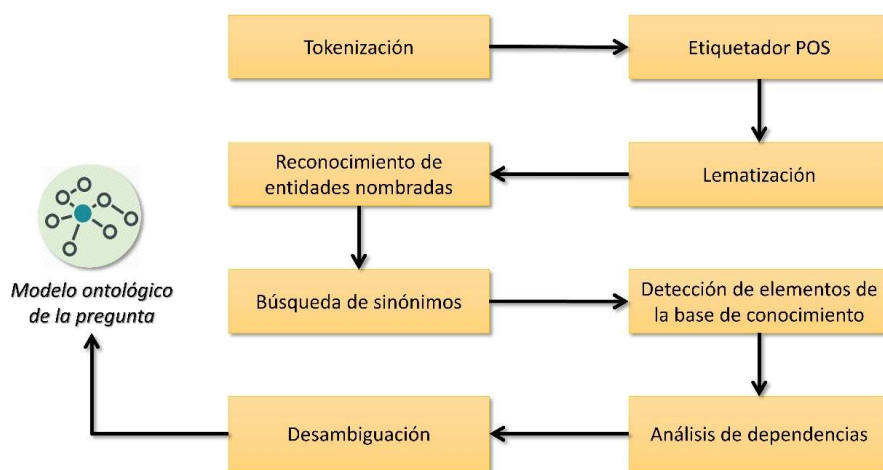 Tokenización
Etiquetador POS
Reconocimiento de
entidades nombradas
Lematización
Modelo ontológico
de la pregunta
Búsqueda de sinónimos
Detección de elementos de
la base de conocimiento
Desambiguación
Análisis de dependencias